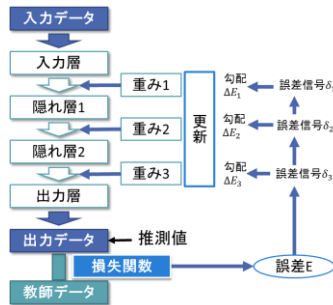 入力データ
入力層
重み1
勾配
ΔE₁
誤差信号δ₁
隠れ層1
更新
重み2
勾配
ΔE₂
誤差信号δ₂
隠れ層2
重み3
勾配
ΔE₃
誤差信号δ₃
出力層
出力データ
推測値
損失関数
誤差E
教師データ